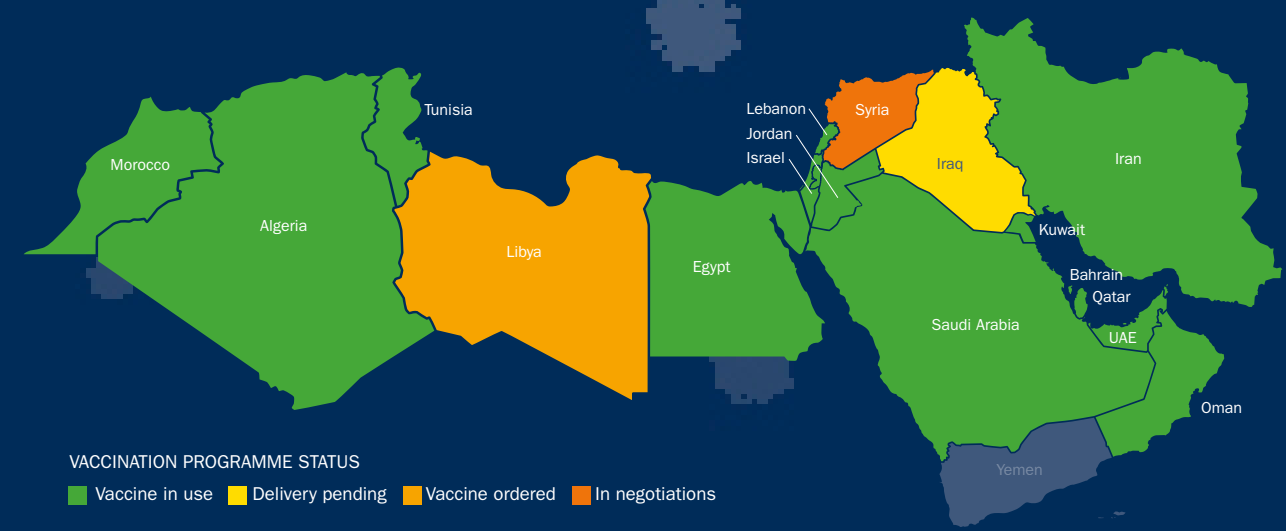 Tunisia
Lebanon
Syria
Jordan
Israel
Morocco
Iraq
Iran
Algeria
Kuwait
Libya
Egypt
Bahrain
Qatar
Saudi Arabia
UAE
Oman
Yemen
VACCINATION PROGRAMME STATUS
Vaccine in use Delivery pending Vaccine ordered In negotiations